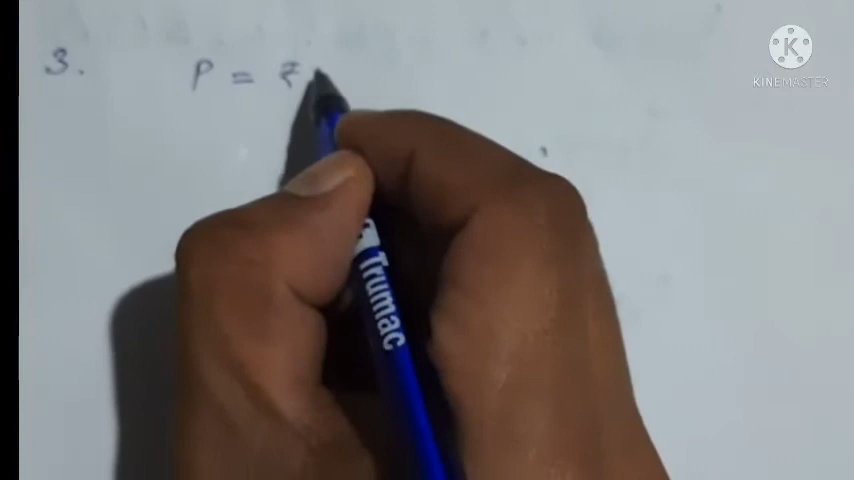 3. P = ₹
Trumac
KINEMASTER